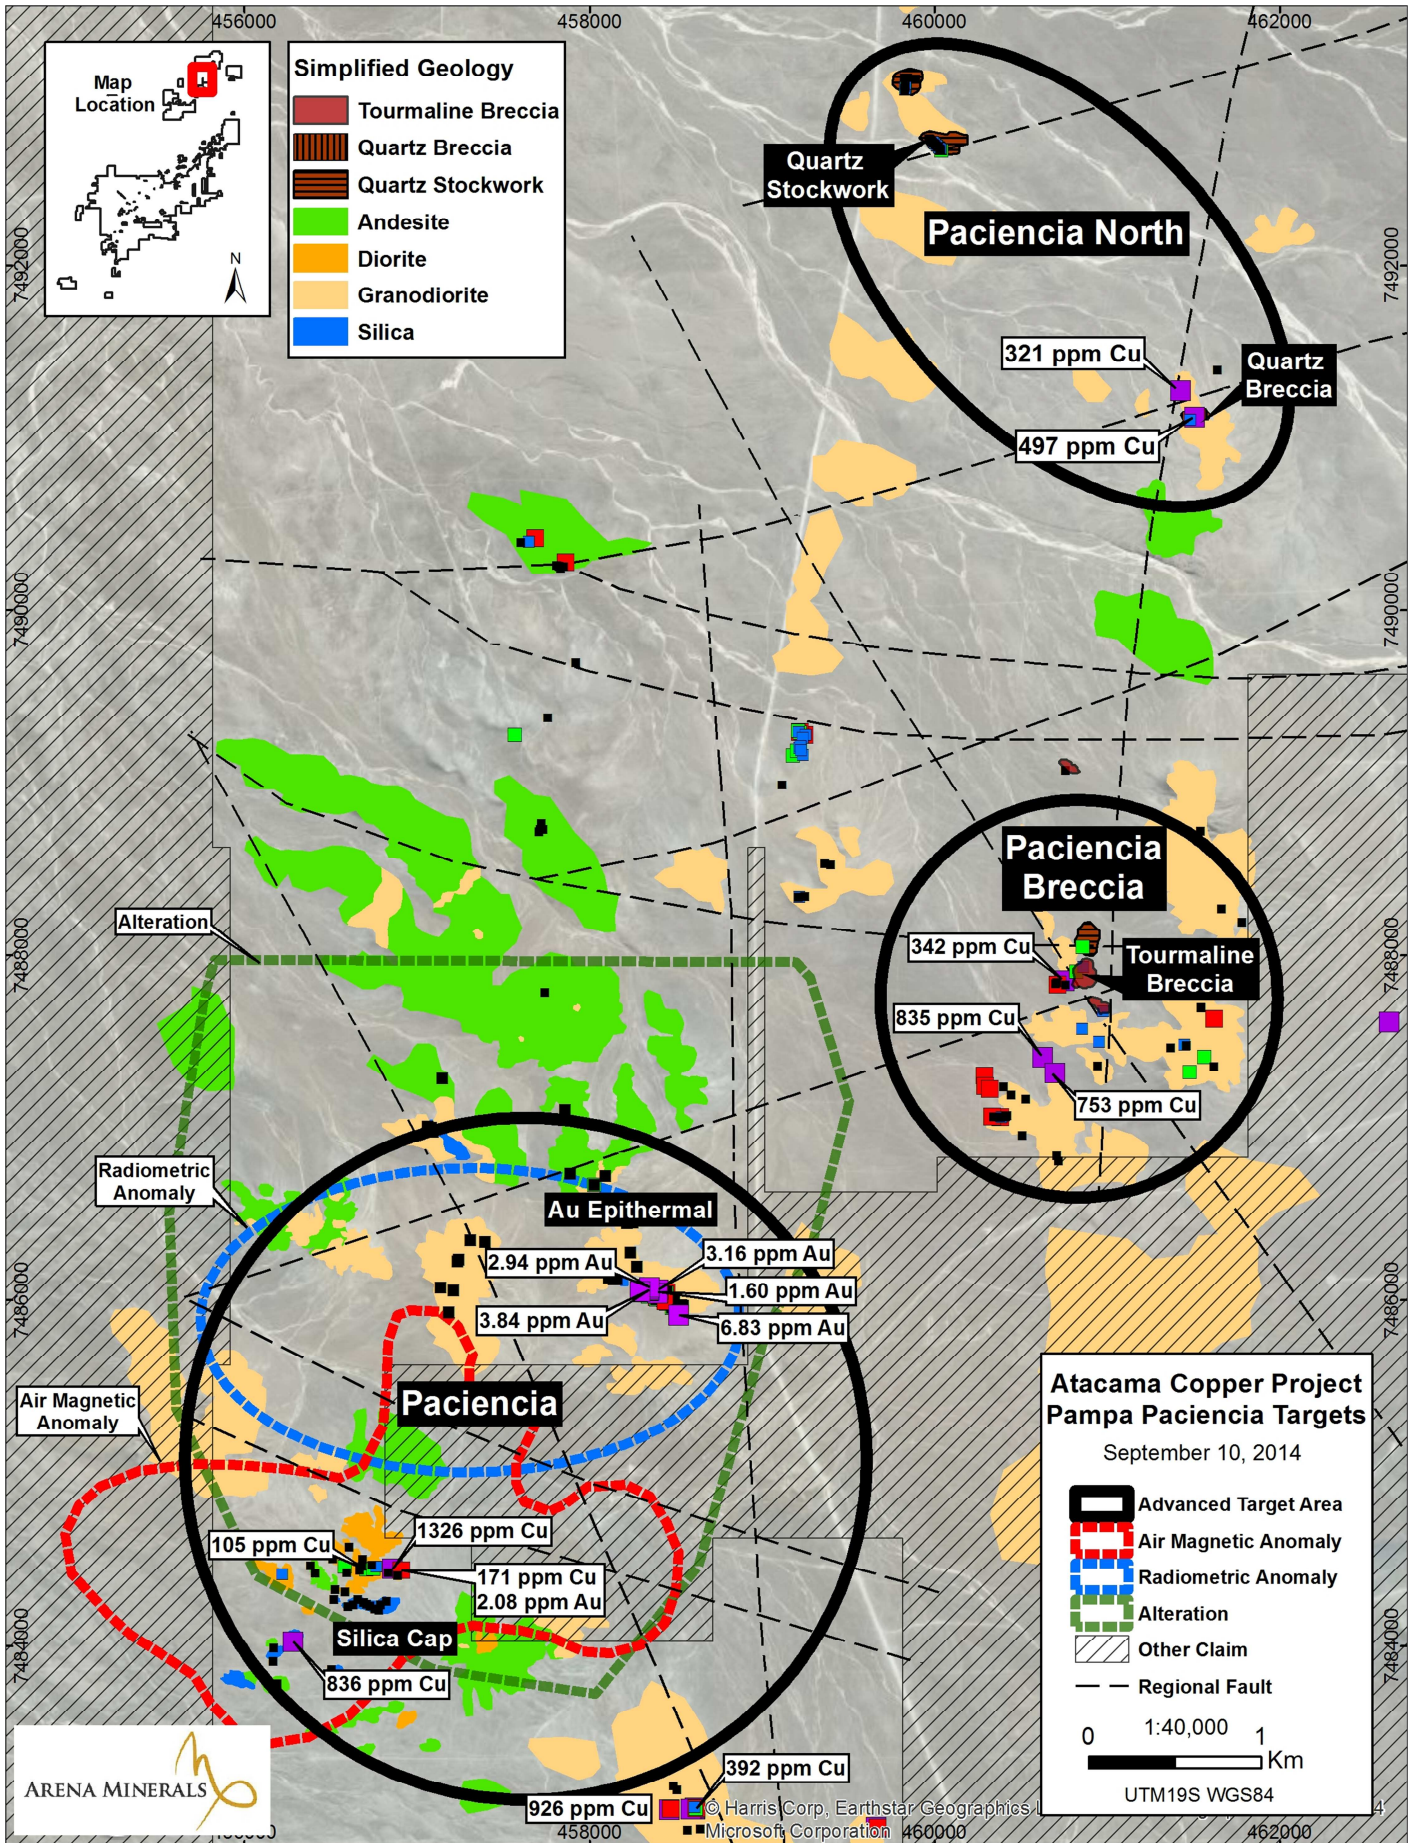 456000
458000
460000
462000
Map
Location
N
Simplified Geology
Tourmaline Breccia
Quartz Breccia
Quartz Stockwork
Andesite
Diorite
Granodiorite
Silica
7492000
7492000
Quartz
Stockwork
Paciencia North
321 ppm Cu
Quartz
Breccia
497 ppm Cu
7490000
7490000
Paciencia
Breccia
Alteration
342 ppm Cu
Tourmaline
Breccia
7488000
7488000
835 ppm Cu
753 ppm Cu
Radiometric
Anomaly
Au Epithermal
2.94 ppm Au
3.16 ppm Au
1.60 ppm Au
3.84 ppm Au
6.83 ppm Au
7486000
7486000
Air Magnetic
Anomaly
Paciencia
105 ppm Cu
1326 ppm Cu
171 ppm Cu
2.08 ppm Au
Silica Cap
836 ppm Cu
7484000
7484000
Atacama Copper Project
Pampa Paciencia Targets
September 10, 2014
Advanced Target Area
Air Magnetic Anomaly
Radiometric Anomaly
Alteration
Other Claim
Regional Fault
1:40,000
0 1
Km
UTM19S WGS84
ARENA MINERALS
392 ppm Cu
926 ppm Cu
© Harris Corp, Earthstar Geographics
Microsoft Corporation
458000
460000
462000